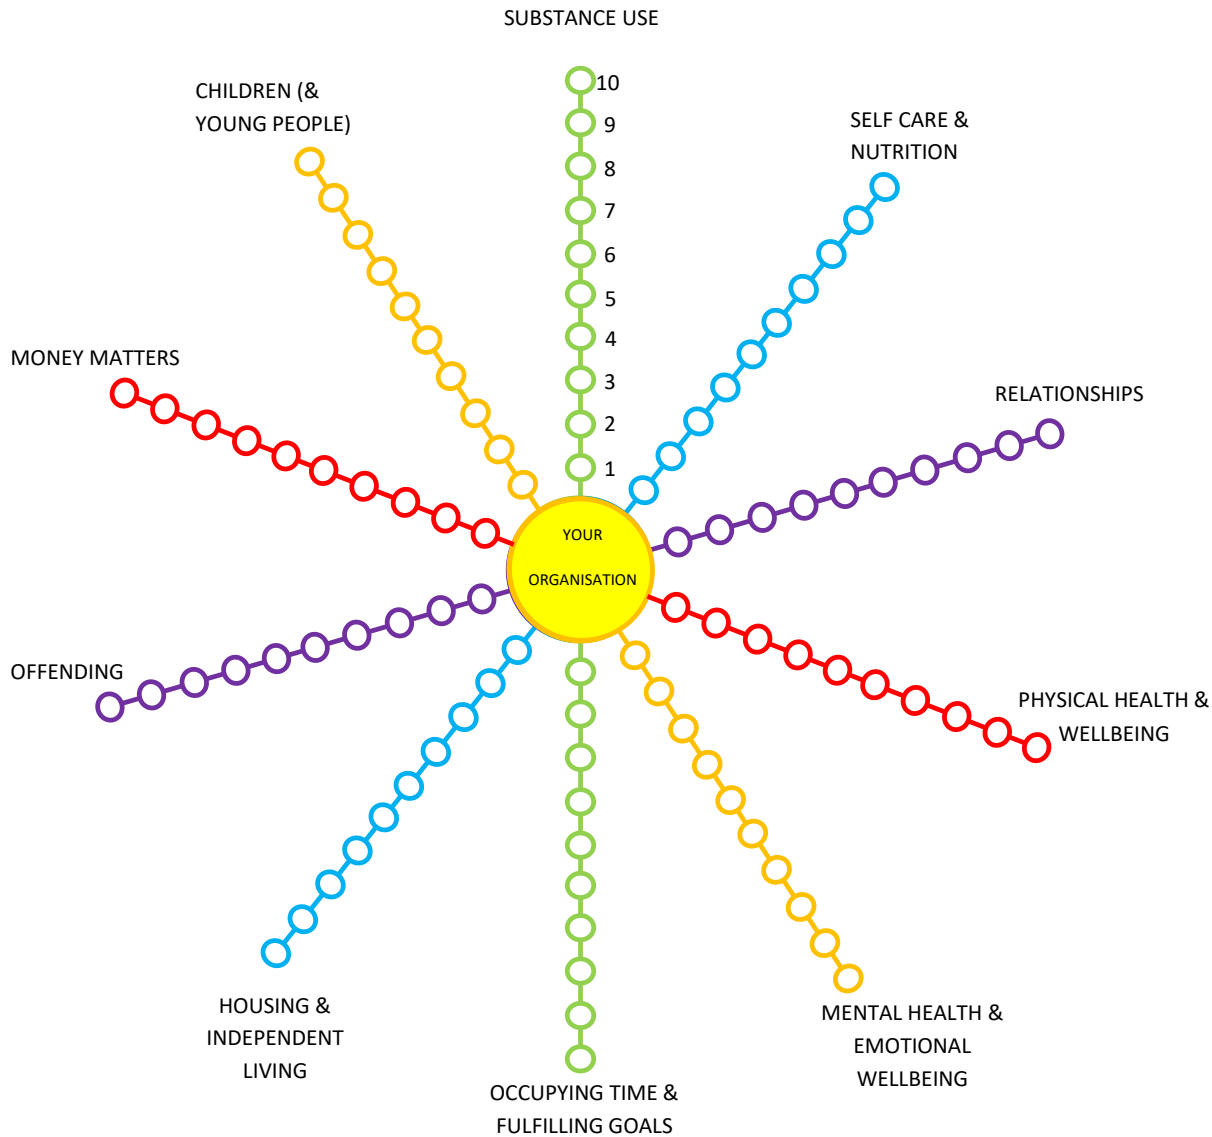 SUBSTANCE USE
CHILDREN (&
YOUNG PEOPLE)
10
9
8
7
6
5
4
3
2
1
SELF CARE &
NUTRITION
MONEY MATTERS
RELATIONSHIPS
YOUR
ORGANISATION
OFFENDING
PHYSICAL HEALTH &
WELLBEING
HOUSING &
INDEPENDENT
LIVING
MENTAL HEALTH &
EMOTIONAL
WELLBEING
OCCUPYING TIME &
FULFILLING GOALS